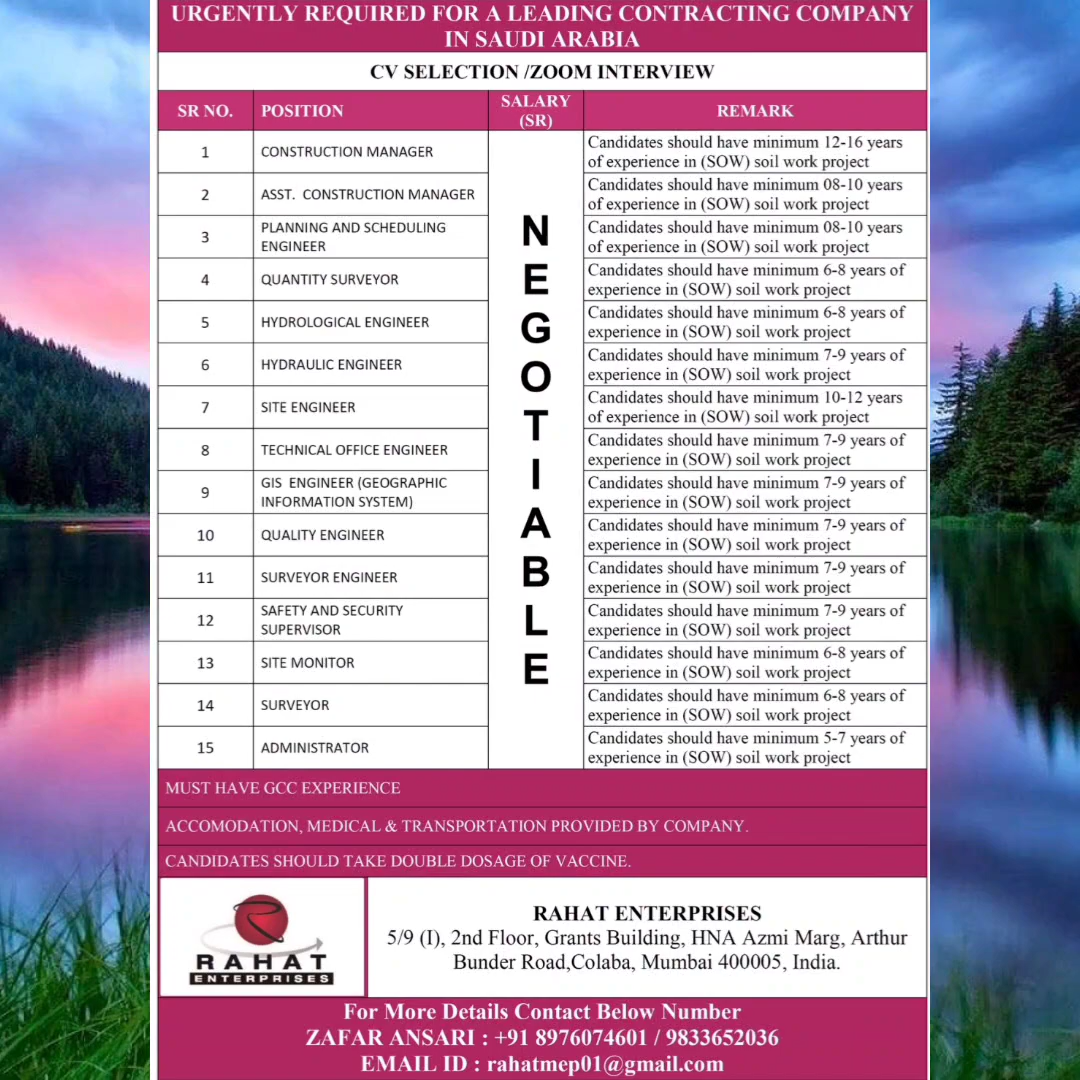 URGENTLY REQUIRED FOR A LEADING CONTRACTING COMPANY
IN SAUDI ARABIA
CV SELECTION /ZOOM INTERVIEW
SR NO. POSITION SALARY (SR) REMARK
NEGOTIABLE
1 CONSTRUCTION MANAGER Candidates should have minimum 12-16 years
of experience in (SOW) soil work project
2 ASST. CONSTRUCTION MANAGER Candidates should have minimum 08-10 years
of experience in (SOW) soil work project
3 PLANNING AND SCHEDULING Candidates should have minimum 08-10 years
ENGINEER of experience in (SOW) soil work project
4 QUANTITY SURVEYOR Candidates should have minimum 6-8 years of
experience in (SOW) soil work project
5 HYDROLOGICAL ENGINEER Candidates should have minimum 6-8 years of
experience in (SOW) soil work project
6 HYDRAULIC ENGINEER Candidates should have minimum 7-9 years of
experience in (SOW) soil work project
7 SITE ENGINEER Candidates should have minimum 10-12 years
of experience in (SOW) soil work project
8 TECHNICAL OFFICE ENGINEER Candidates should have minimum 7-9 years of
experience in (SOW) soil work project
9 GIS ENGINEER (GEOGRAPHIC Candidates should have minimum 7-9 years of
INFORMATION SYSTEM) experience in (SOW) soil work project
10 QUALITY ENGINEER Candidates should have minimum 7-9 years of
experience in (SOW) soil work project
11 SURVEYOR ENGINEER Candidates should have minimum 7-9 years of
experience in (SOW) soil work project
12 SAFETY AND SECURITY Candidates should have minimum 7-9 years of
SUPERVISOR experience in (SOW) soil work project
13 SITE MONITOR Candidates should have minimum 6-8 years of
experience in (SOW) soil work project
14 SURVEYOR Candidates should have minimum 6-8 years of
experience in (SOW) soil work project
15 ADMINISTRATOR Candidates should have minimum 5-7 years of
experience in (SOW) soil work project
MUST HAVE GCC EXPERIENCE
ACCOMODATION, MEDICAL & TRANSPORTATION PROVIDED BY COMPANY.
CANDIDATES SHOULD TAKE DOUBLE DOSAGE OF VACCINE.
RAHAT
ENTERPRISES
RAHAT ENTERPRISES
5/9 (I), 2nd Floor, Grants Building, HNA Azmi Marg, Arthur
Bunder Road,Colaba, Mumbai 400005, India.
For More Details Contact Below Number
ZAFAR ANSARI : +91 8976074601 / 9833652036
EMAIL ID : rahatmep01@gmail.com